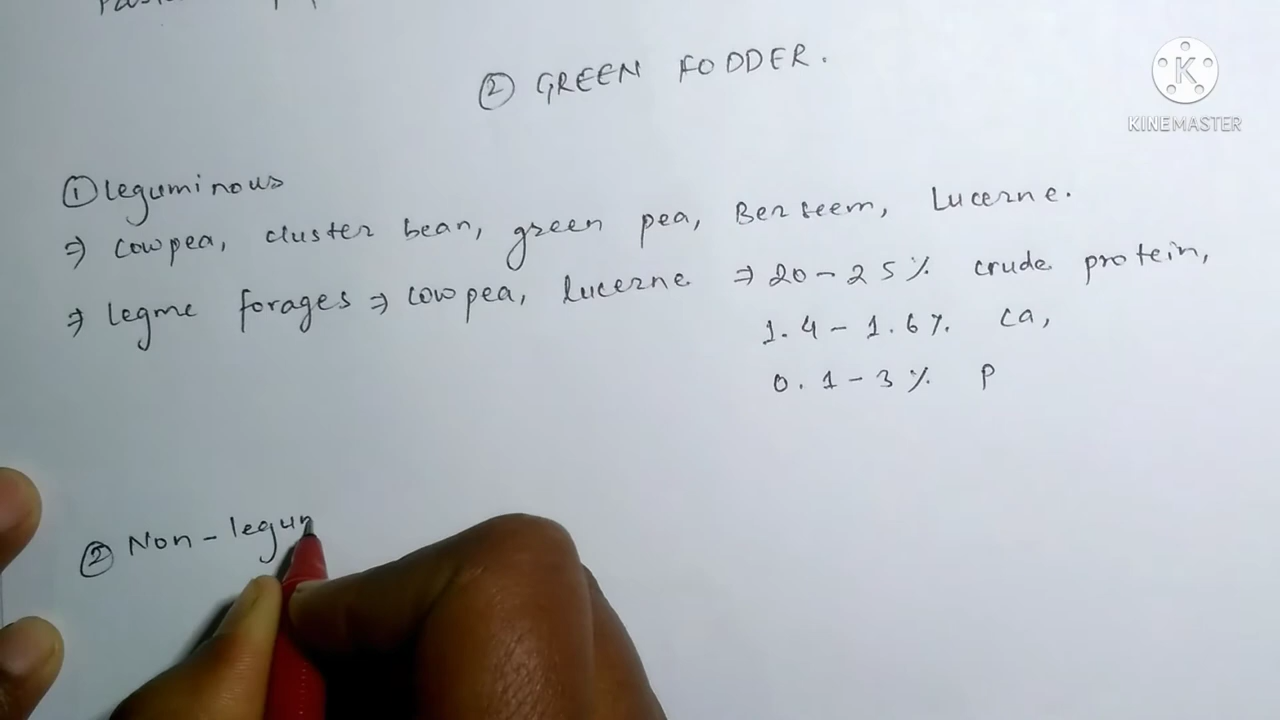 ② GREEN FODDER.
KINEMASTER
① leguminous
⇒ cowpea, cluster bean, green pea, Berseem, Lucerne.
⇒ legme forages ⇒ cowpea, lucerne ⇒ 20-25% crude protein,
1.4-1.6% ca,
0.1-3% P
② Non-legum